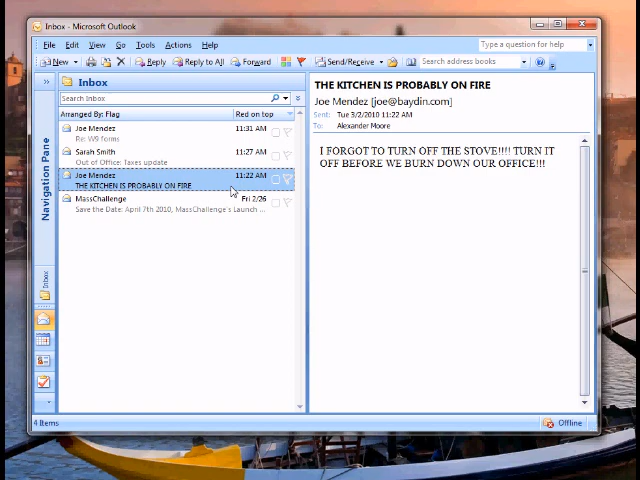 Inbox - Microsoft Outlook
File Edit View Go Tools Actions Help
Type a question for help
New Reply Reply to All Forward Send/Receive Search address books
Inbox
Search Inbox
Arranged By: Flag Red on top
Joe Mendez 11:31 AM
Re: W9 forms
Sarah Smith 11:27 AM
Out of Office: Taxes update
Joe Mendez 11:22 AM
THE KITCHEN IS PROBABLY ON FIRE
MassChallenge Fri 2/26
Save the Date: April 7th 2010, MassChallenge's Launch ...
Navigation Pane
Inbox
THE KITCHEN IS PROBABLY ON FIRE
Joe Mendez [joe@baydin.com]
Sent: Tue 3/2/2010 11:22 AM
To: Alexander Moore
I FORGOT TO TURN OFF THE STOVE!!!! TURN IT
OFF BEFORE WE BURN DOWN OUR OFFICE!!!
4 Items
Offline